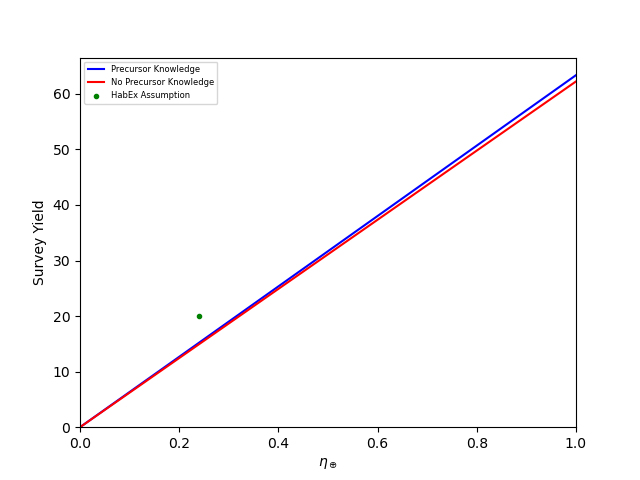 Precursor Knowledge
No Precursor Knowledge
HabEx Assumption
60
50
40
30
20
10
0
Survey Yield
0.0 0.2 0.4 0.6 0.8 1.0
η⊕